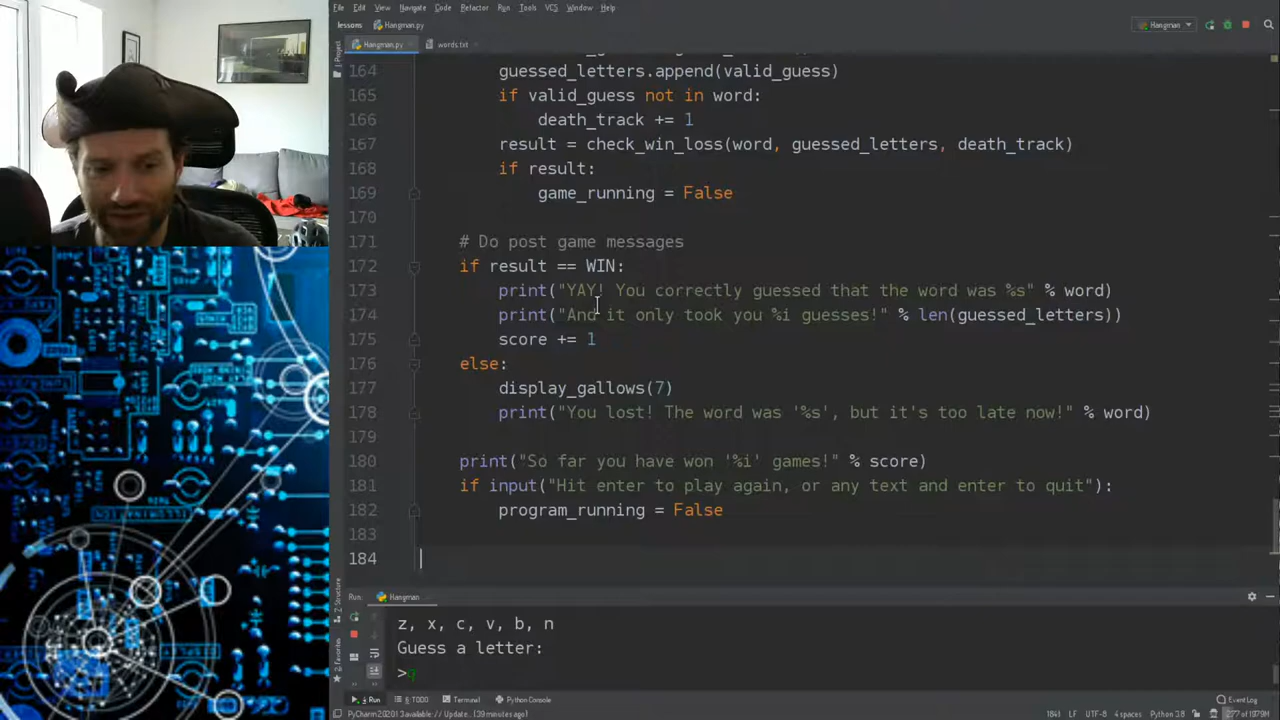 File Edit View Navigate Code Refactor Run Tools VCS Window Help
lessons Hangman.py Hangman
Hangman.py words.txt
164 guessed_letters.append(valid_guess)
165 if valid_guess not in word:
166 death_track += 1
167 result = check_win_loss(word, guessed_letters, death_track)
168 if result:
169 game_running = False
170
171 # Do post game messages
172 if result == WIN:
173 print("YAY! You correctly guessed that the word was %s" % word)
174 print("And it only took you %i guesses!" % len(guessed_letters))
175 score += 1
176 else:
177 display_gallows(7)
178 print("You lost! The word was '%s', but it's too late now!" % word)
179
180 print("So far you have won '%i' games!" % score)
181 if input("Hit enter to play again, or any text and enter to quit"):
182 program_running = False
183
184
Run: Hangman
z, x, c, v, b, n
Guess a letter:
>q
Run TODO Terminal Python Console Event Log